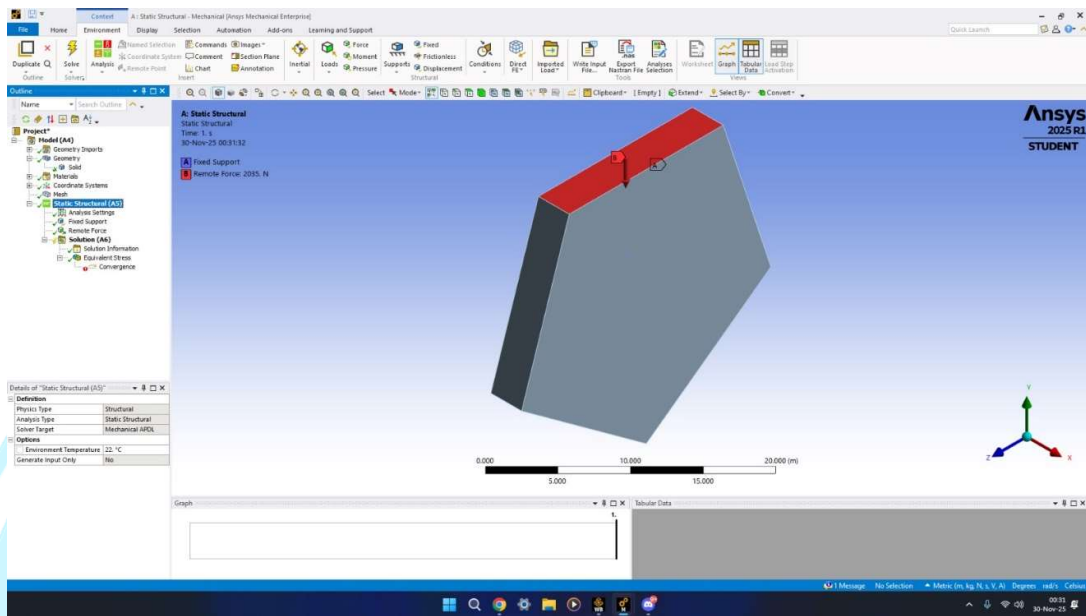 Context
A : Static Structural - Mechanical [Ansys Mechanical Enterprise]
File Home Environment Display Selection Automation Add-ons Learning and Support
Quick Launch
Duplicate Solve Analysis
Named Selection
Coordinate System
Remote Point
Commands
Comment
Chart
Images
Section Plane
Annotation
Inertial Loads
Force
Moment
Pressure
Supports
Fixed
Frictionless
Displacement
Conditions
Direct FE
Imported Load
Write Input File...
Export Nastran File
Analyses Selection
Worksheet Graph Tabular Data Load Step Activation
Outline Solver Insert Structural Tools Views
Outline
Name Search Outline
Select Mode Clipboard [ Empty ] Extend Select By Convert
Project*
Model (A4)
Geometry Imports
Geometry
Solid
Materials
Coordinate Systems
Mesh
Static Structural (A5)
Analysis Settings
Fixed Support
Remote Force
Solution (A6)
Solution Information
Equivalent Stress
Convergence
A: Static Structural
Static Structural
Time: 1. s
30-Nov-25 00:31:32
A Fixed Support
B Remote Force: 2035. N
B
A
Ansys
2025 R1
STUDENT
0.000 10.000 20.000 (m)
5.000 15.000
Y
Z X
Details of "Static Structural (A5)"
Definition
Physics Type Structural
Analysis Type Static Structural
Solver Target Mechanical APDL
Options
Environment Temperature 22. °C
Generate Input Only No
Graph
1.
Tabular Data
1 Message No Selection Metric (m, kg, N, s, V, A) Degrees rad/s Celsius
00:31
30-Nov-25